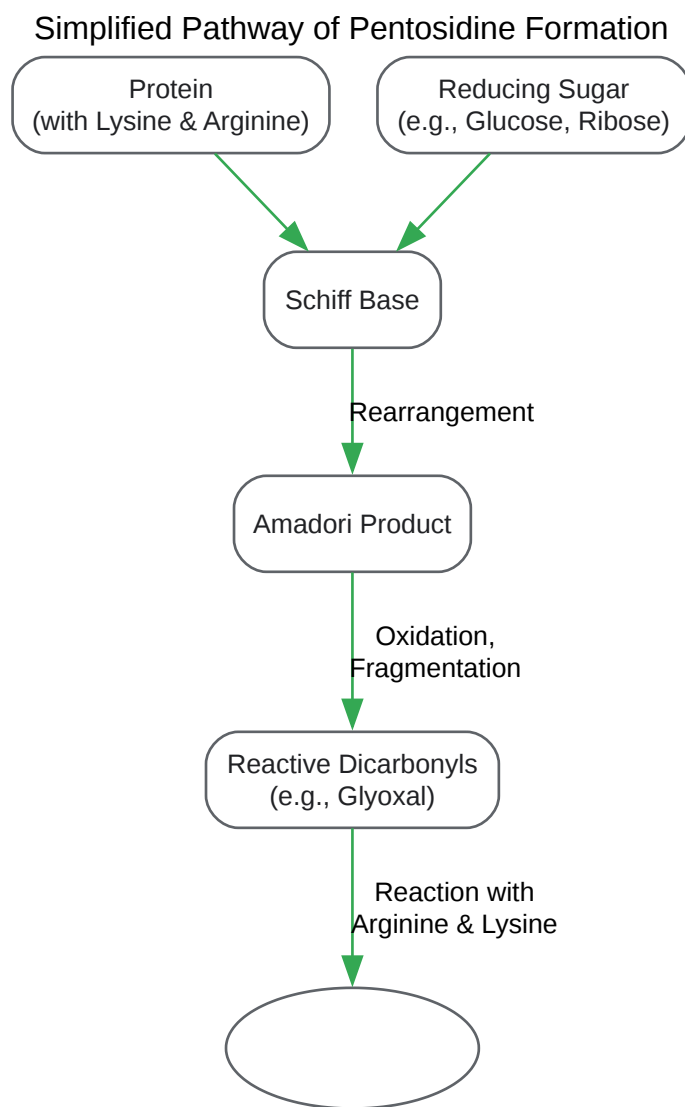 Simplified Pathway of Pentosidine Formation
Protein
(with Lysine & Arginine)
Reducing Sugar
(e.g., Glucose, Ribose)
Schiff Base
Rearrangement
Amadori Product
Oxidation,
Fragmentation
Reactive Dicarbonyls
(e.g., Glyoxal)
Reaction with
Arginine & Lysine